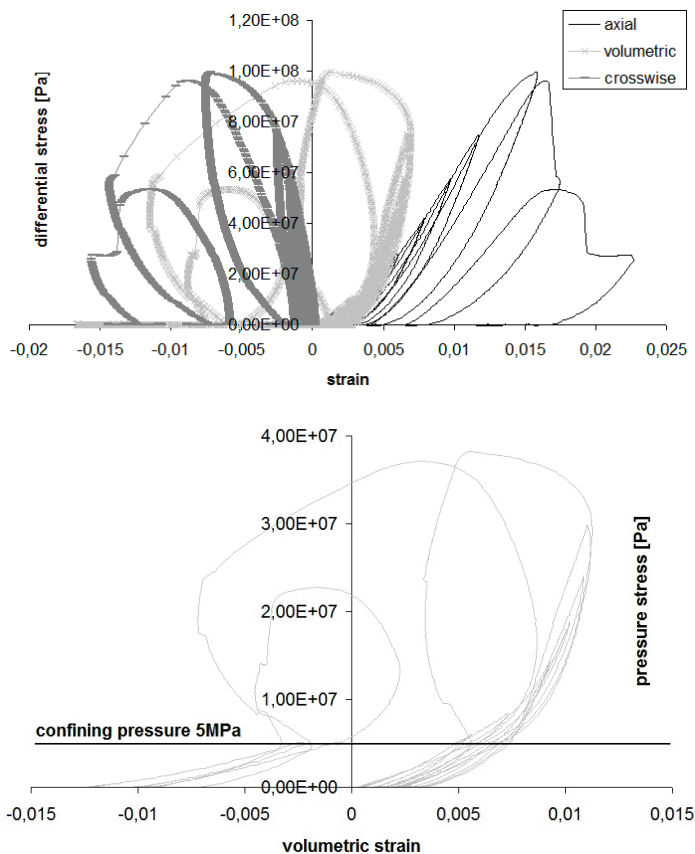 1,20E+08
1,00E+08
8,00E+07
6,00E+07
4,00E+07
2,00E+07
0,00E+00
differential stress [Pa]
axial
volumetric
crosswise
-0,02 -0,015 -0,01 -0,005 0 0,005 0,01 0,015 0,02 0,025
strain
4,00E+07
3,00E+07
2,00E+07
1,00E+07
0,00E+00
pressure stress [Pa]
confining pressure 5MPa
-0,015 -0,01 -0,005 0 0,005 0,01 0,015
volumetric strain